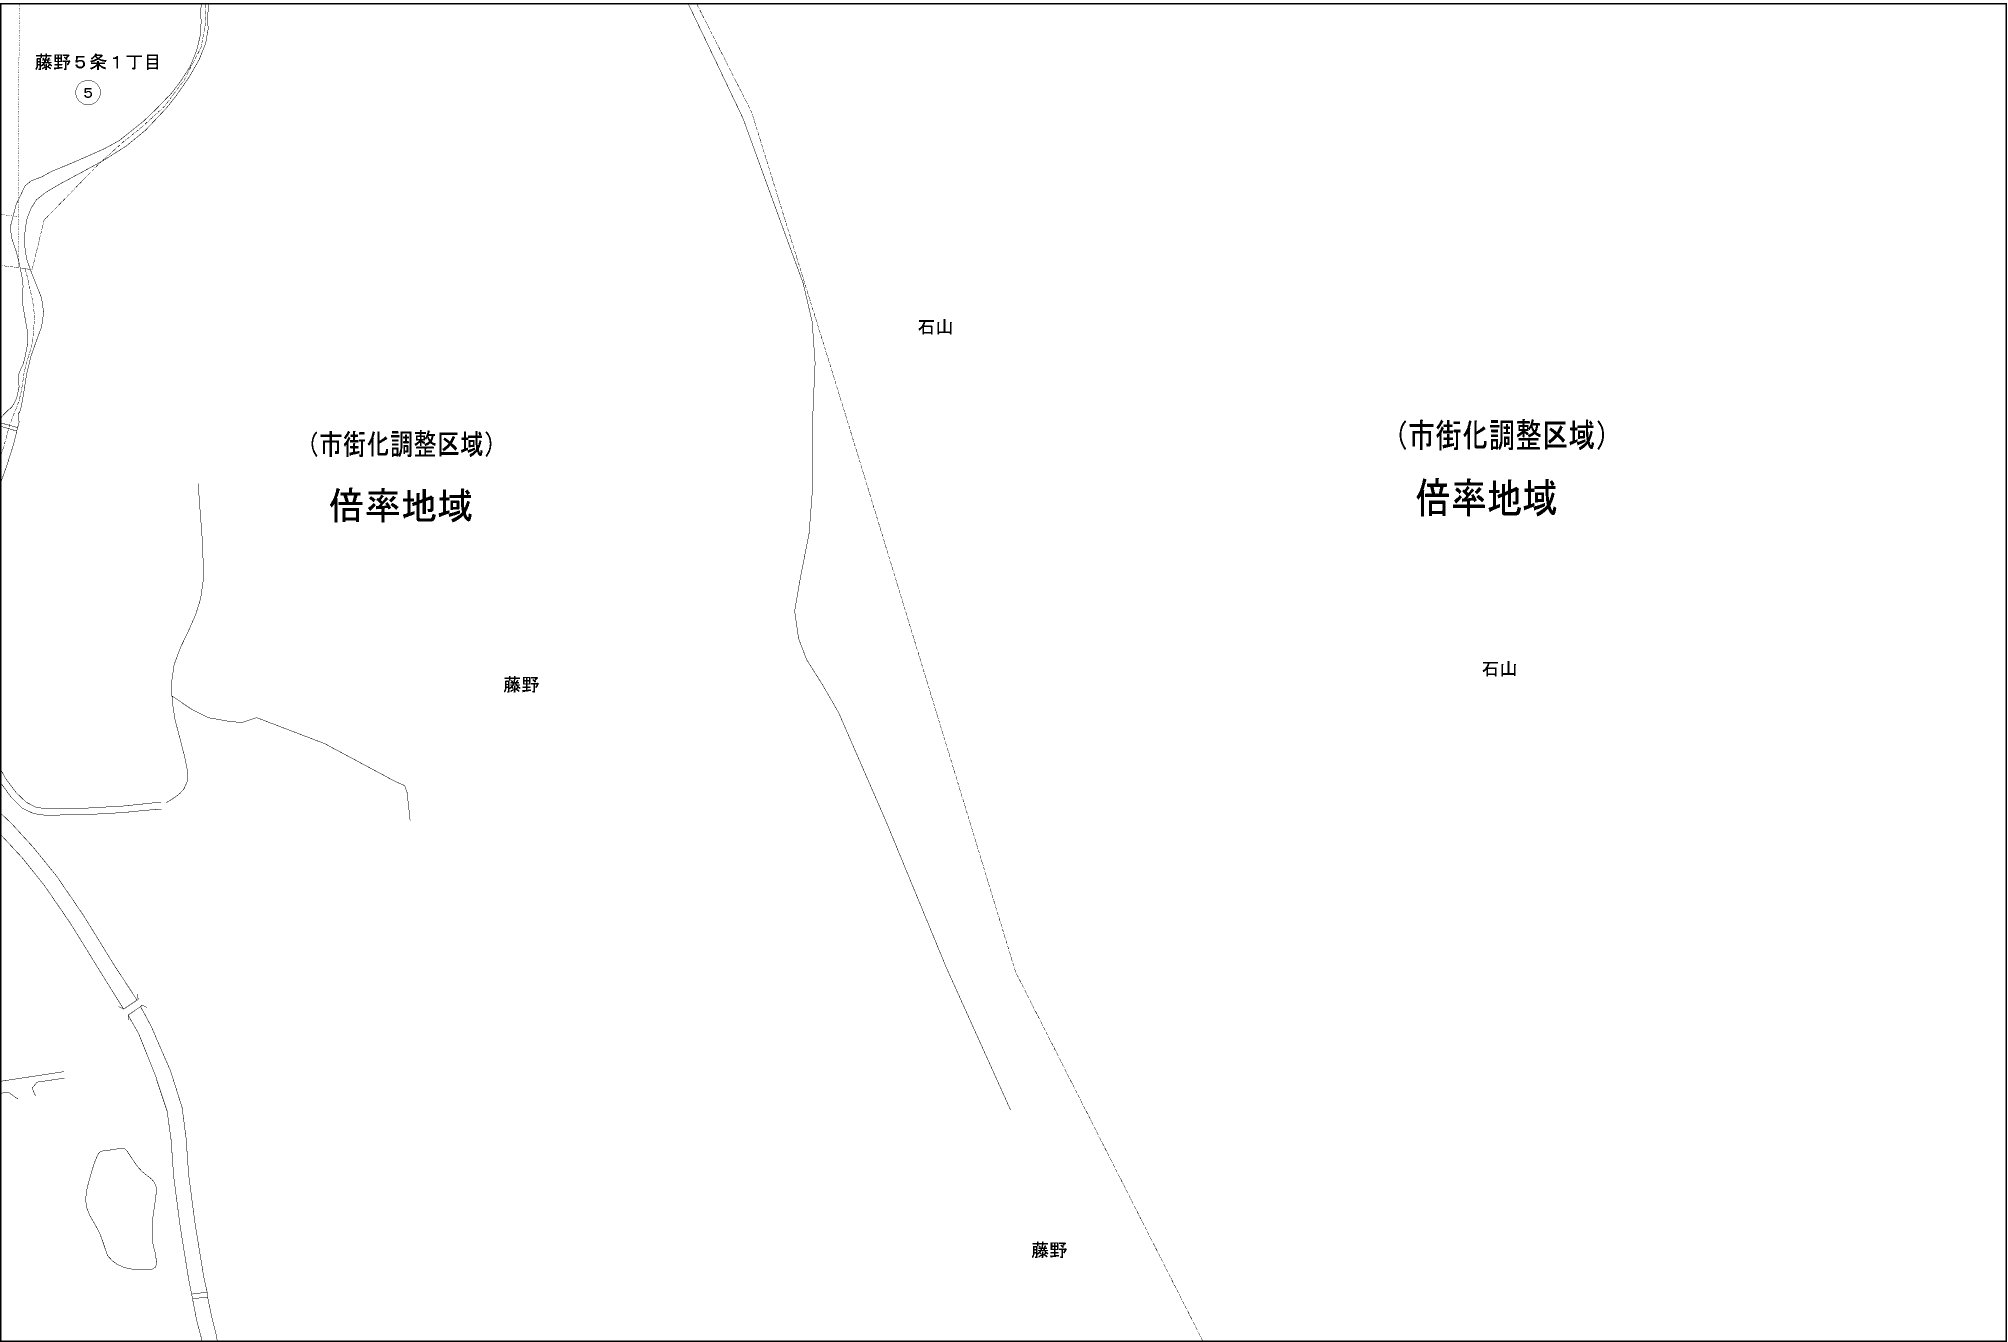 藤野５条１丁目
5
石山
（市街化調整区域）
倍率地域
（市街化調整区域）
倍率地域
藤野
石山
藤野